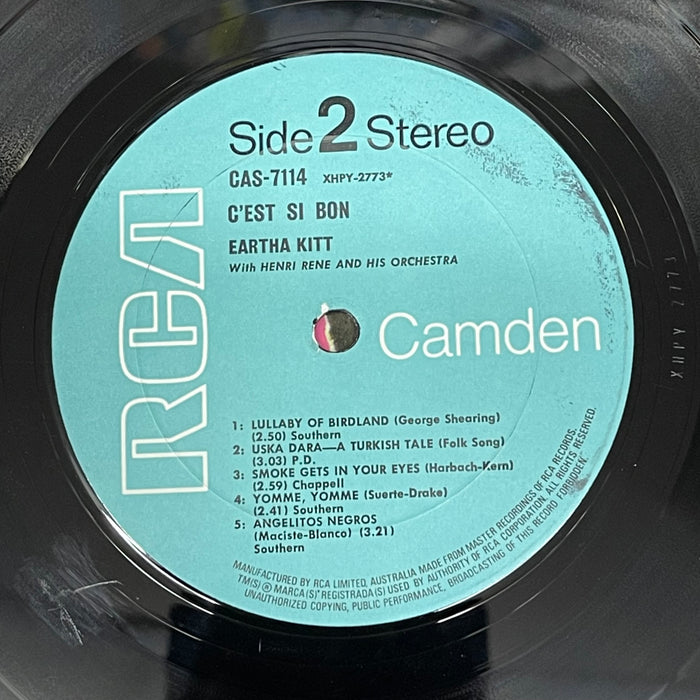 Side 2 Stereo
CAS-7114 XHPY-2773*
C'EST SI BON
EARTHA KITT
With HENRI RENE AND HIS ORCHESTRA
RCA
Camden
1: LULLABY OF BIRDLAND (George Shearing)
(2.50) Southern
2: USKA DARA—A TURKISH TALE (Folk Song)
(3.03) P.D.
3: SMOKE GETS IN YOUR EYES (Harbach-Kern)
(2.59) Chappell
4: YOMME, YOMME (Suerte-Drake)
(2.41) Southern
5: ANGELITOS NEGROS
(Maciste-Blanco) (3.21)
Southern
MANUFACTURED BY RCA LIMITED, AUSTRALIA MADE FROM MASTER RECORDINGS OF RCA RECORDS.
TM(S) ® MARCA(S) REGISTRADA(S) USED BY AUTHORITY OF RCA CORPORATION. ALL RIGHTS RESERVED.
UNAUTHORIZED COPYING, PUBLIC PERFORMANCE, BROADCASTING OF THIS RECORD FORBIDDEN.
XHPY 2773